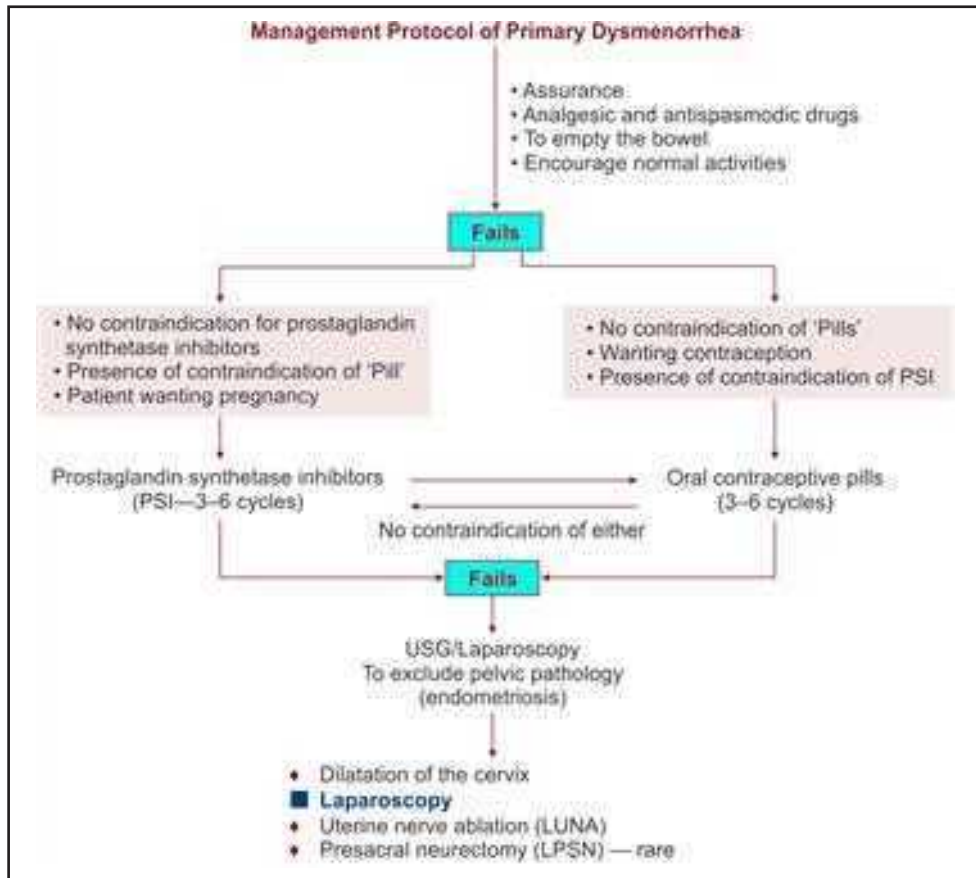 Management Protocol of Primary Dysmenorrhea
• Assurance
• Analgesic and antispasmodic drugs
• To empty the bowel
• Encourage normal activities
Fails
• No contraindication for prostaglandin
synthetase inhibitors
• Presence of contraindication of 'Pill'
• Patient wanting pregnancy
• No contraindication of 'Pills'
• Wanting contraception
• Presence of contraindication of PSI
Prostaglandin synthetase inhibitors
(PSI—3–6 cycles)
Oral contraceptive pills
(3–6 cycles)
No contraindication of either
Fails
USG/Laparoscopy
To exclude pelvic pathology
(endometriosis)
♦ Dilatation of the cervix
■ Laparoscopy
♦ Uterine nerve ablation (LUNA)
♦ Presacral neurectomy (LPSN) — rare